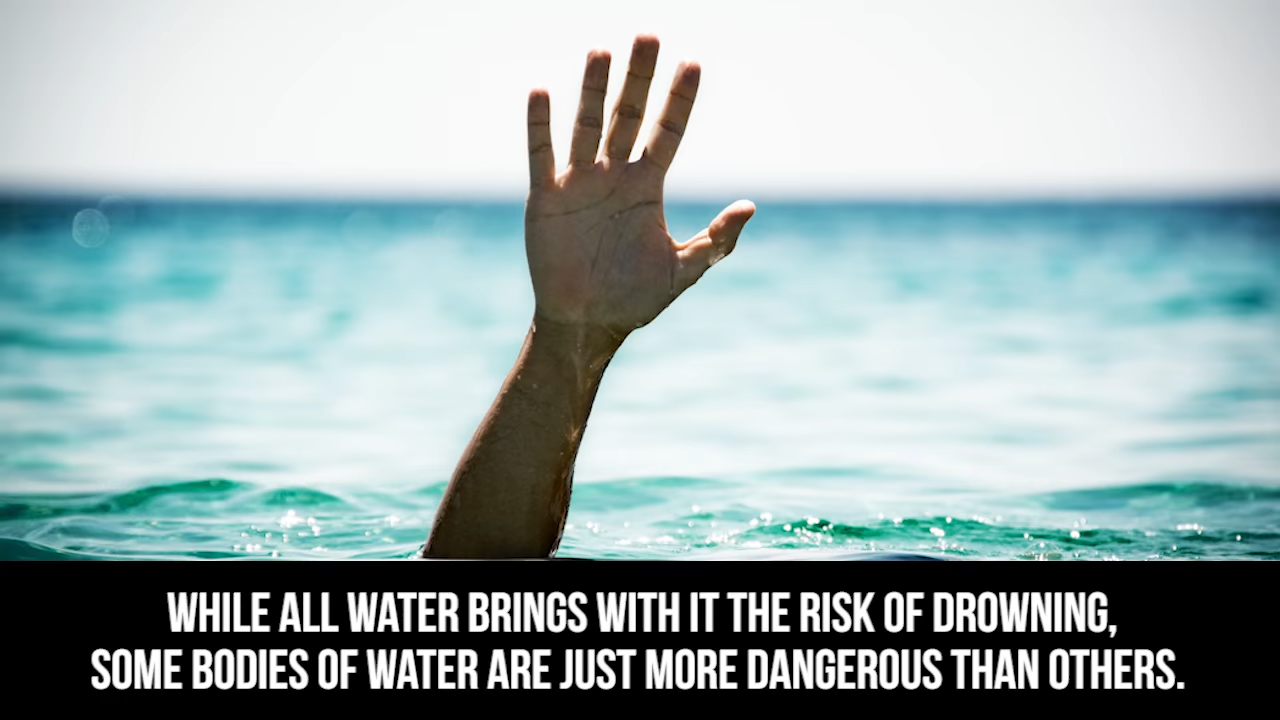 WHILE ALL WATER BRINGS WITH IT THE RISK OF DROWNING,
SOME BODIES OF WATER ARE JUST MORE DANGEROUS THAN OTHERS.